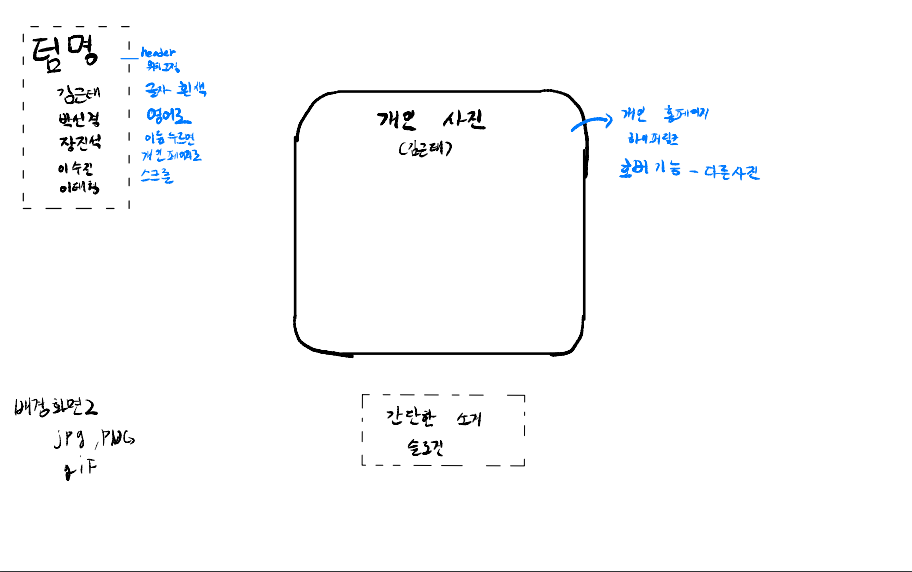 팀명
김근태
박선경
장진석
이수진
이태형
header
위치고정
글자 흰색
영어로
이름 누르면
개인페이지로
스크롤
개인 사진
(김근태)
개인 홈페이지
하이퍼링크
호버기능 - 다른사진
배경화면2
jpg, PNG
giF
간단한 소개
슬로건